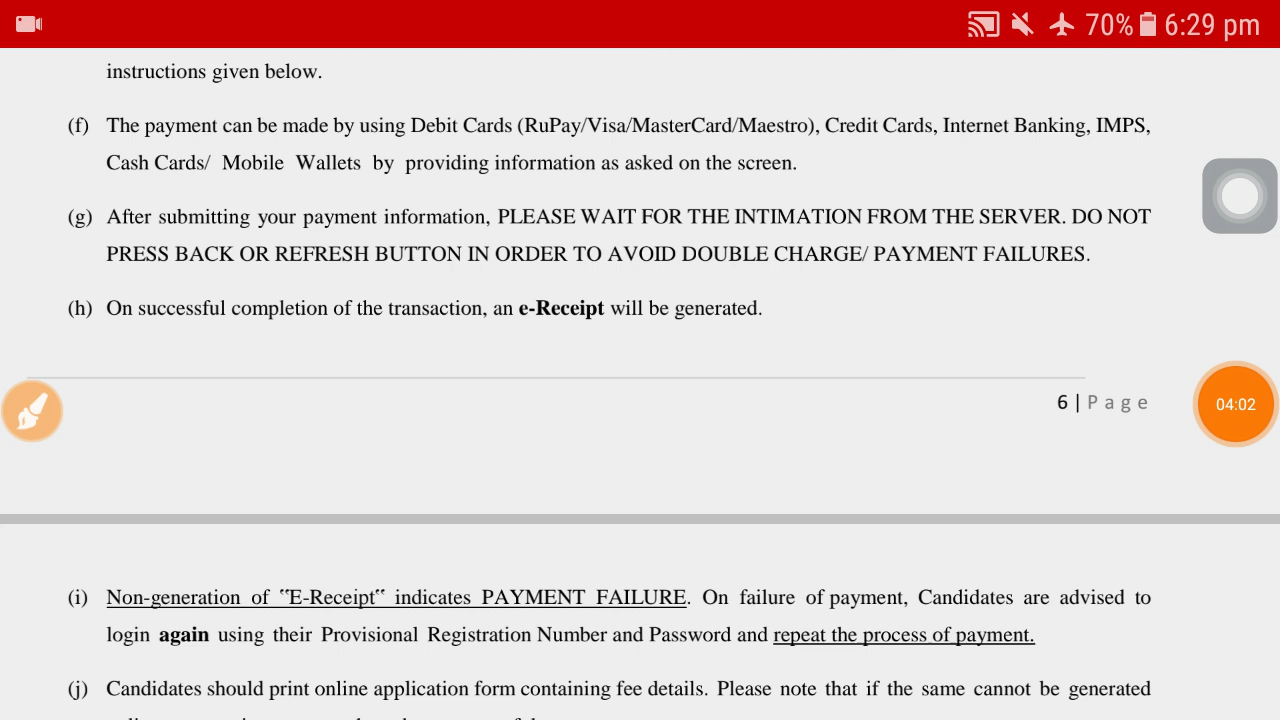 70% 6:29 pm
instructions given below.
(f) The payment can be made by using Debit Cards (RuPay/Visa/MasterCard/Maestro), Credit Cards, Internet Banking, IMPS,
Cash Cards/ Mobile Wallets by providing information as asked on the screen.
(g) After submitting your payment information, PLEASE WAIT FOR THE INTIMATION FROM THE SERVER. DO NOT
PRESS BACK OR REFRESH BUTTON IN ORDER TO AVOID DOUBLE CHARGE/ PAYMENT FAILURES.
(h) On successful completion of the transaction, an e-Receipt will be generated.
6 | Page
04:02
(i) Non-generation of "E-Receipt" indicates PAYMENT FAILURE. On failure of payment, Candidates are advised to
login again using their Provisional Registration Number and Password and repeat the process of payment.
(j) Candidates should print online application form containing fee details. Please note that if the same cannot be generated